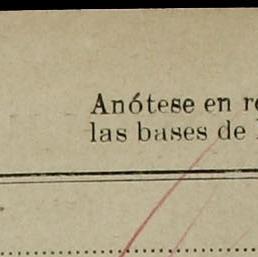 Anótese en
las bases de